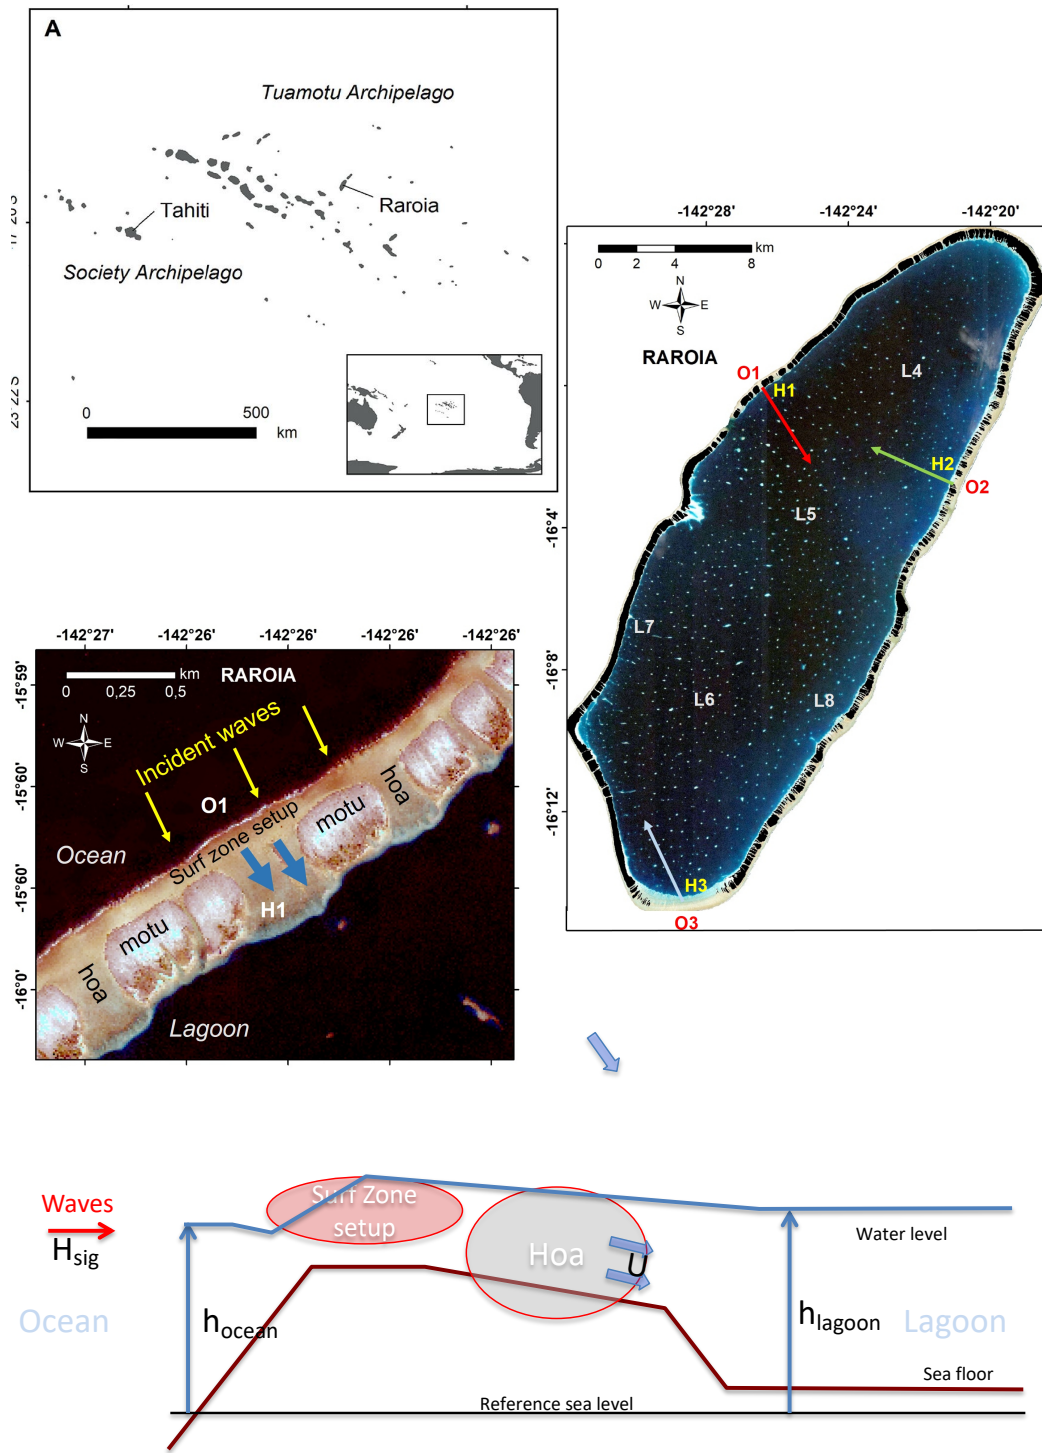 A
Tuamotu Archipelago
Raroia
Tahiti
Society Archipelago
23°22'S
0 500
km
-142°28' -142°24' -142°20'
km
0 2 4 8
N
W E
S
RAROIA
O1
H1
L4
H2
O2
L5
-16°4'
L7
-16°8'
L6
L8
-16°12'
H3
O3
-142°27' -142°26' -142°26' -142°26' -142°26'
-15°59'
km
0 0,25 0,5
RAROIA
N
W E
S
Incident waves
-15°60'
O1
hoa
motu
Surf zone setup
Ocean
-15°60'
H1
motu
hoa
-16°0'
Lagoon
Waves
Hsig
Surf Zone
setup
Water level
Hoa
U
Ocean
hocean
hlagoon
Lagoon
Sea floor
Reference sea level